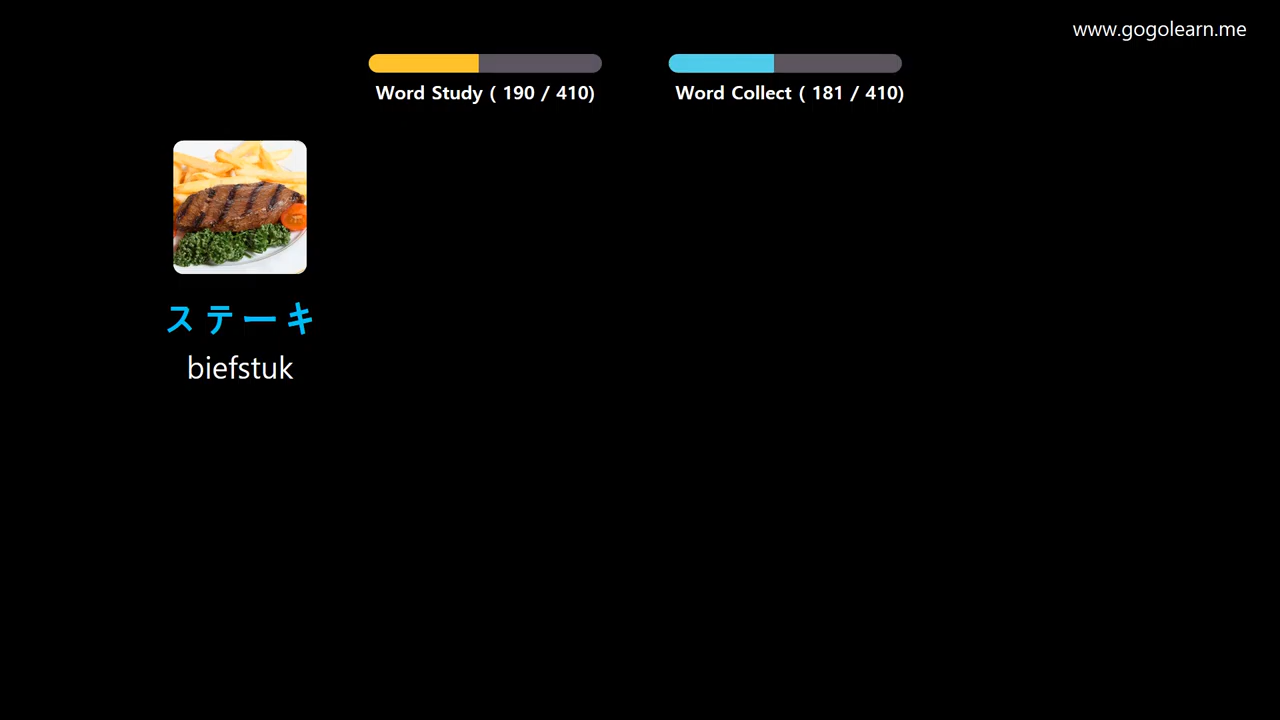 www.gogolearn.me
Word Study ( 190 / 410)
Word Collect ( 181 / 410)
ステーキ
biefstuk